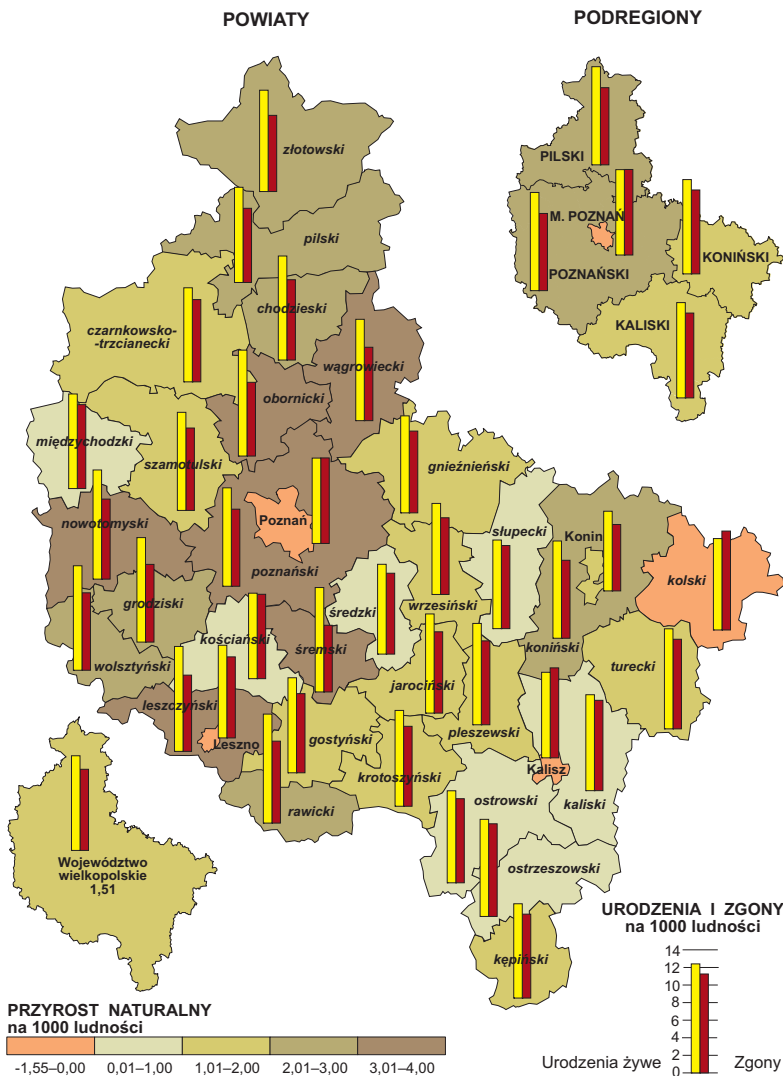 POWIATY
PODREGIONY
złotowski
pilski
chodzieski
czarnkowsko-
-trzcianecki
wągrowiecki
obornicki
międzychodzki
szamotulski
gnieźnieński
nowotomyski
Poznań
poznański
słupecki
Konin
kolski
grodziski
średzki
wrzesiński
kościański
śremski
koniński
wolsztyński
turecki
jarociński
leszczyński
Leszno
gostyński
pleszewski
krotoszyński
Kalisz
kaliski
rawicki
ostrowski
ostrzeszowski
kępiński
PILSKI
M. POZNAŃ
POZNAŃSKI
KONIŃSKI
KALISKI
Województwo
wielkopolskie
1,51
URODZENIA I ZGONY
na 1000 ludności
14
12
10
8
6
4
2
0
Urodzenia żywe
Zgony
PRZYROST NATURALNY
na 1000 ludności
-1,55–0,00 0,01–1,00 1,01–2,00 2,01–3,00 3,01–4,00